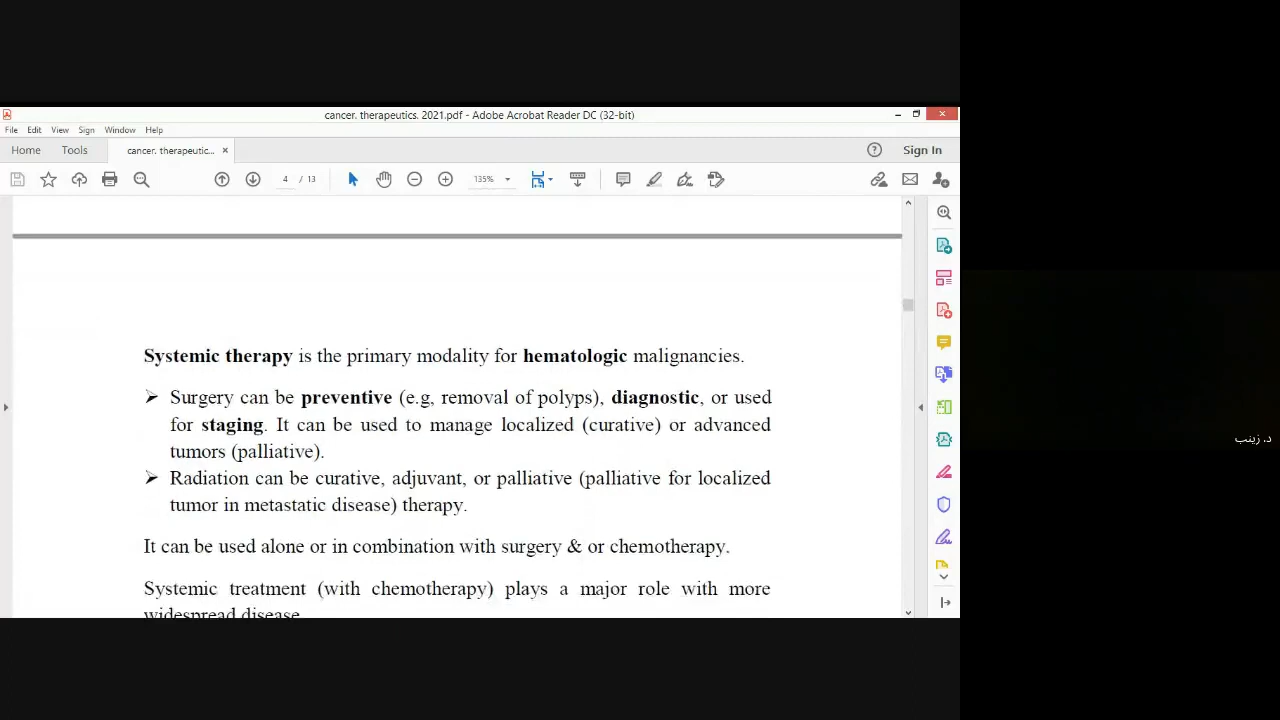 cancer. therapeutics. 2021.pdf - Adobe Acrobat Reader DC (32-bit)
File Edit View Sign Window Help
Home Tools cancer. therapeutic... × Sign In
4 / 13 135%
Systemic therapy is the primary modality for hematologic malignancies.
➢ Surgery can be preventive (e.g, removal of polyps), diagnostic, or used
for staging. It can be used to manage localized (curative) or advanced
tumors (palliative).
➢ Radiation can be curative, adjuvant, or palliative (palliative for localized
tumor in metastatic disease) therapy.
د. زينب
It can be used alone or in combination with surgery & or chemotherapy.
Systemic treatment (with chemotherapy) plays a major role with more
widespread disease.